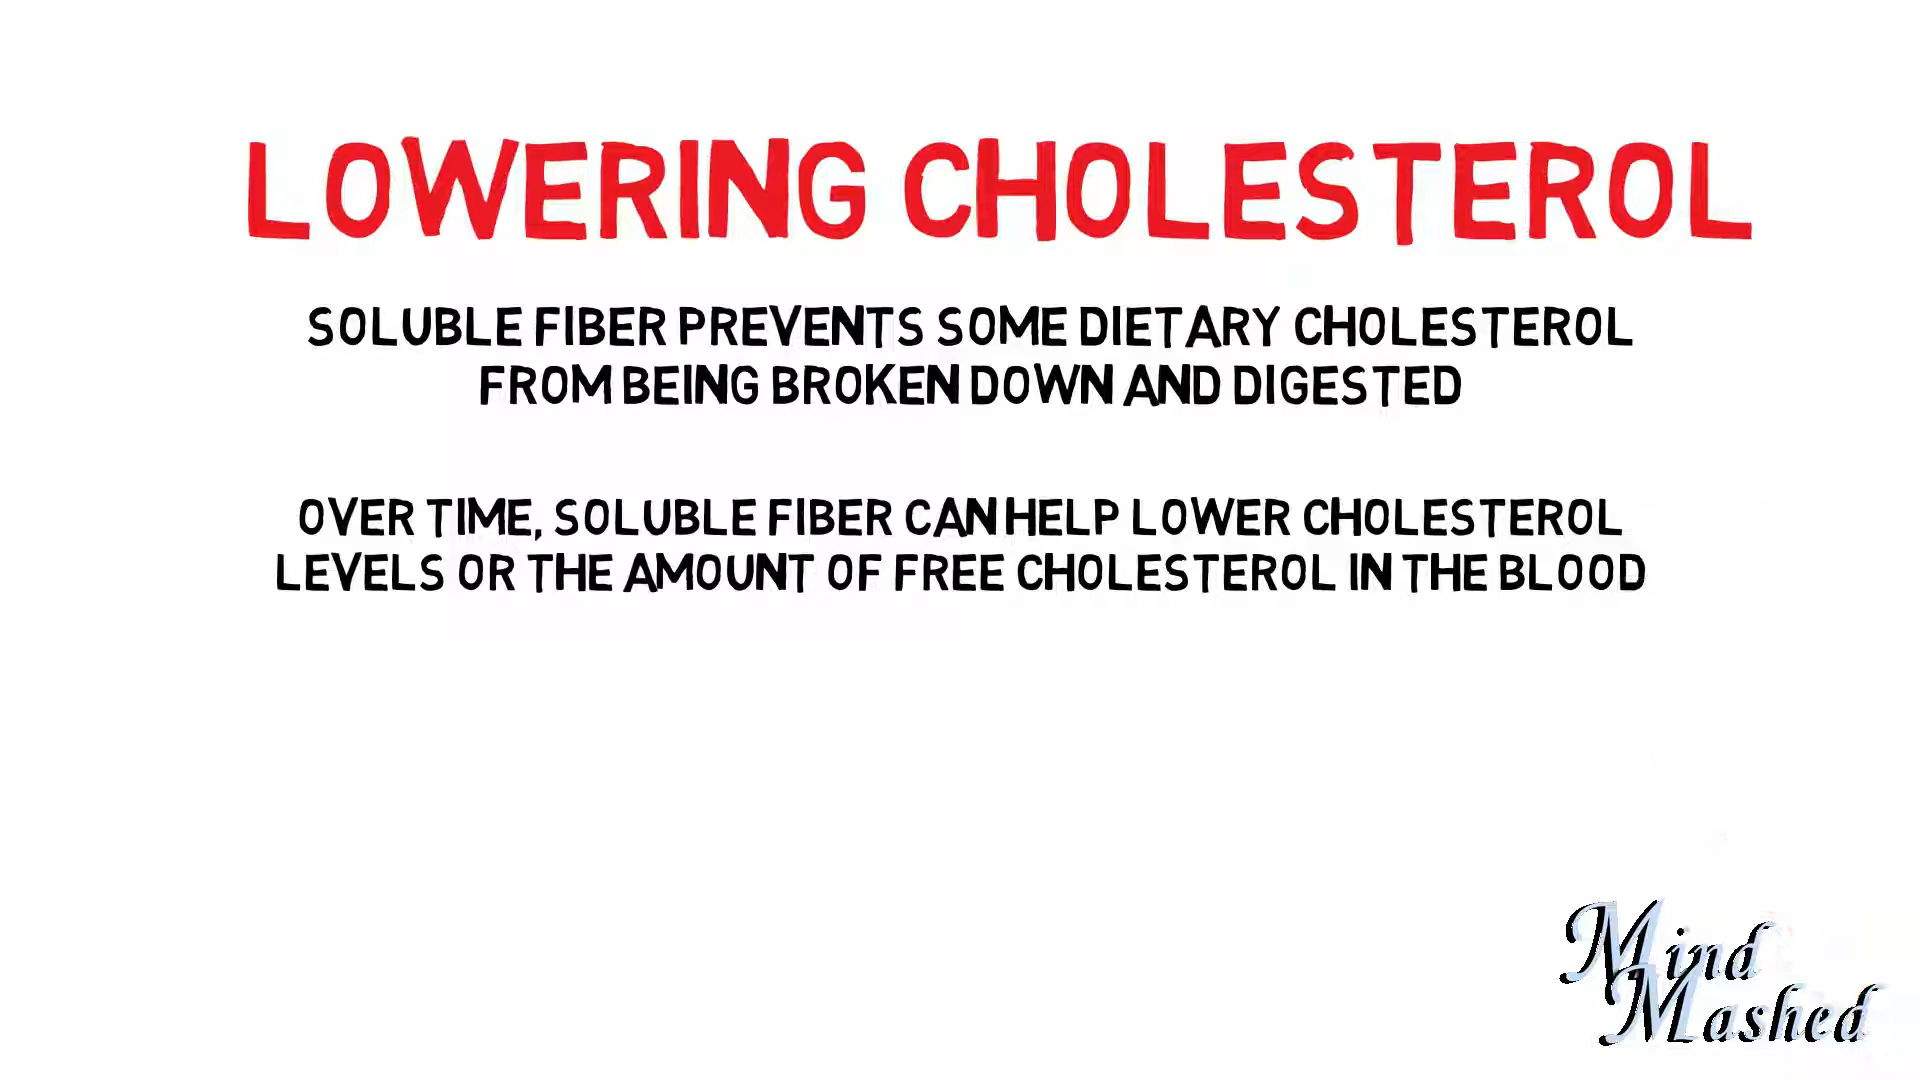 LOWERING CHOLESTEROL
SOLUBLE FIBER PREVENTS SOME DIETARY CHOLESTEROL
FROM BEING BROKEN DOWN AND DIGESTED
OVER TIME, SOLUBLE FIBER CAN HELP LOWER CHOLESTEROL
LEVELS OR THE AMOUNT OF FREE CHOLESTEROL IN THE BLOOD
Mind
Mashed